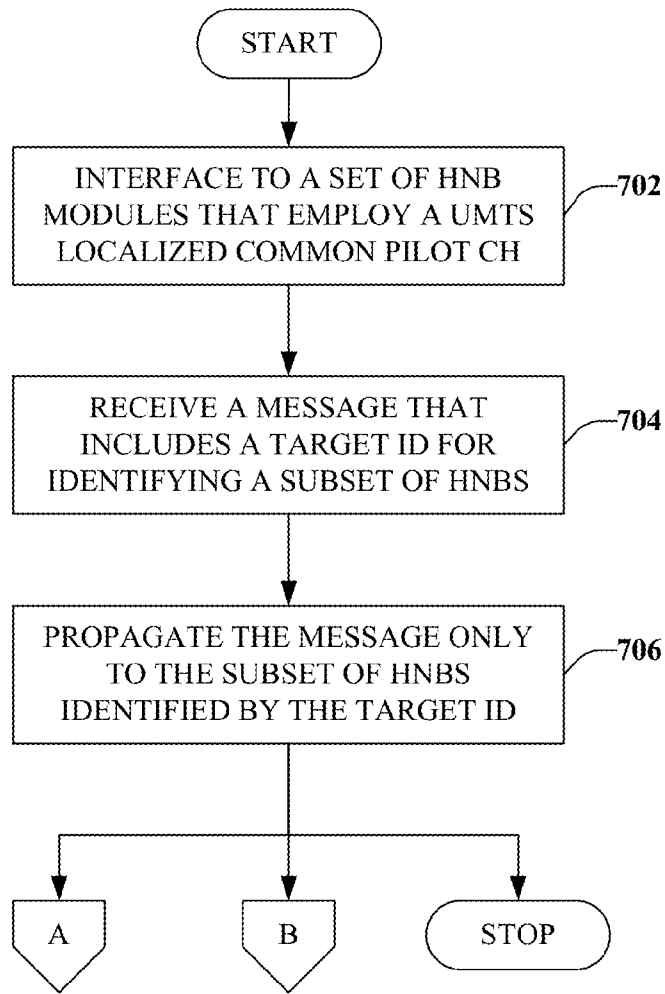 START
INTERFACE TO A SET OF HNB
MODULES THAT EMPLOY A UMTS
LOCALIZED COMMON PILOT CH
702
RECEIVE A MESSAGE THAT
INCLUDES A TARGET ID FOR
IDENTIFYING A SUBSET OF HNBS
704
PROPAGATE THE MESSAGE ONLY
TO THE SUBSET OF HNBS
IDENTIFIED BY THE TARGET ID
706
A
B
STOP